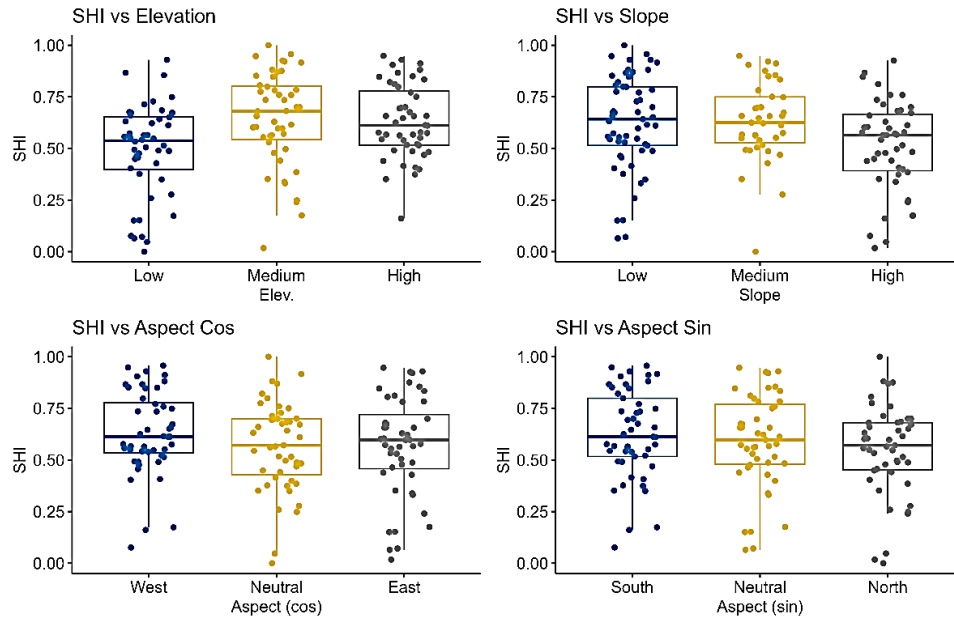 SHI vs Elevation
1.00
0.75
0.50
0.25
0.00
SHI
Low Medium High
Elev.
SHI vs Slope
1.00
0.75
0.50
0.25
0.00
SHI
Low Medium High
Slope
SHI vs Aspect Cos
1.00
0.75
0.50
0.25
0.00
SHI
West Neutral East
Aspect (cos)
SHI vs Aspect Sin
1.00
0.75
0.50
0.25
0.00
SHI
South Neutral North
Aspect (sin)